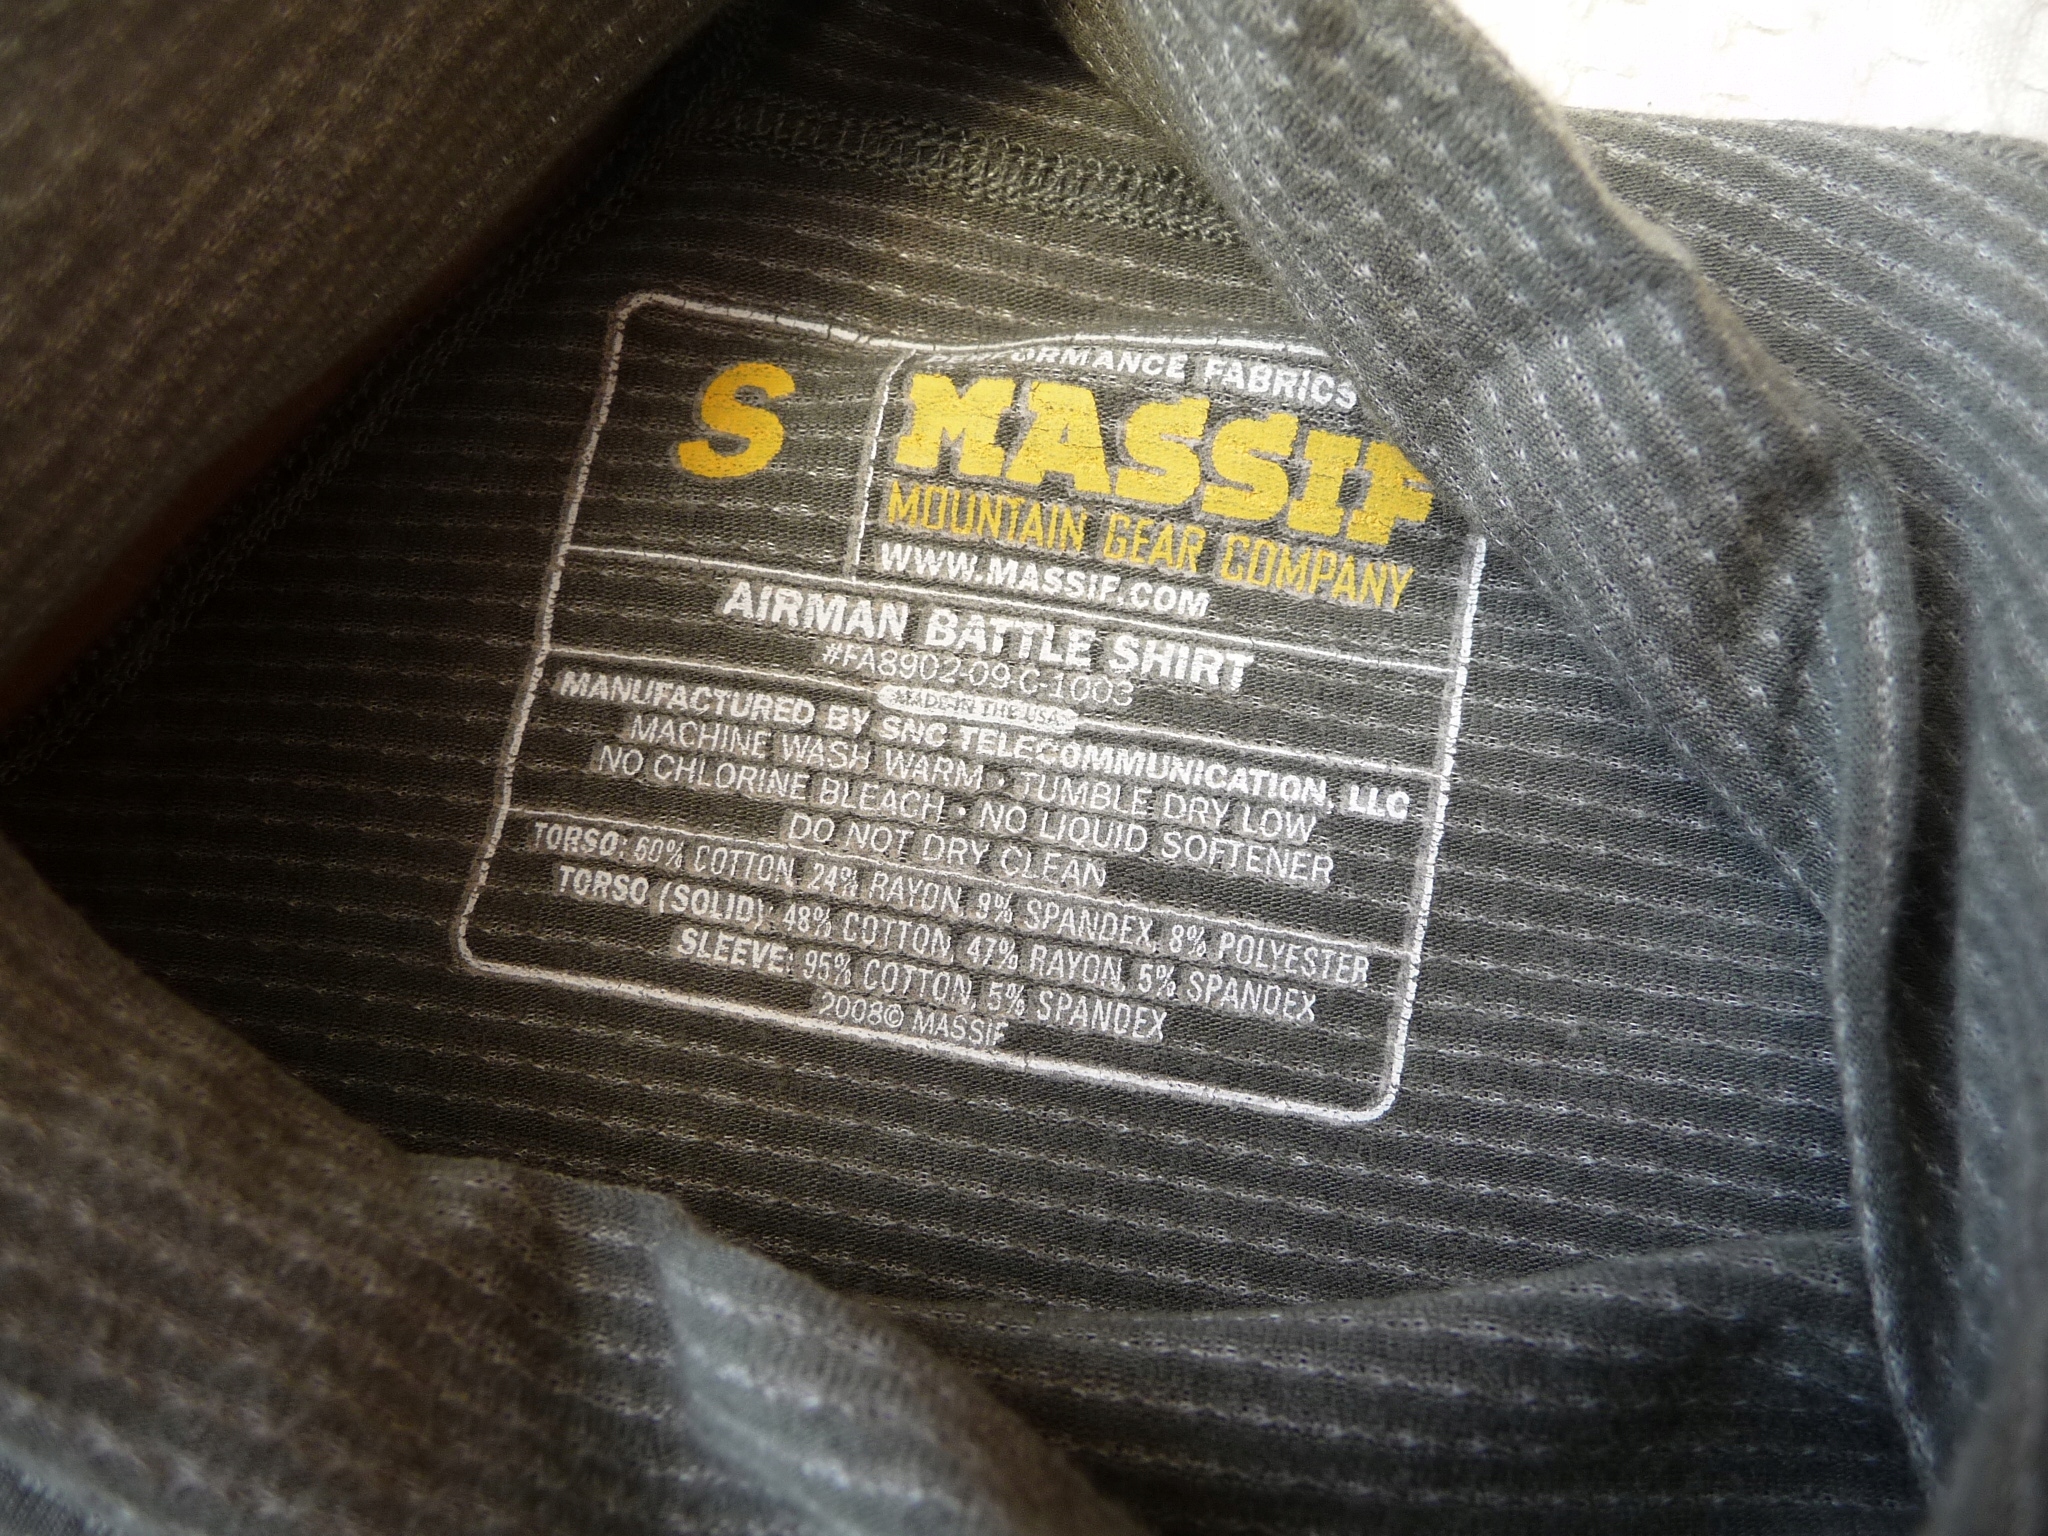 PERFORMANCE FABRICS
S
MASSIF
MOUNTAIN GEAR COMPANY
WWW.MASSIF.COM
AIRMAN BATTLE SHIRT
#FA8902-09-C-1003
MADE IN THE USA
MANUFACTURED BY SNC TELECOMMUNICATION, LLC
MACHINE WASH WARM • TUMBLE DRY LOW
NO CHLORINE BLEACH • NO LIQUID SOFTENER
DO NOT DRY CLEAN
TORSO: 60% COTTON, 24% RAYON, 8% SPANDEX, 8% POLYESTER
TORSO (SOLID): 48% COTTON, 47% RAYON, 5% SPANDEX
SLEEVE: 95% COTTON, 5% SPANDEX
2008© MASSIF